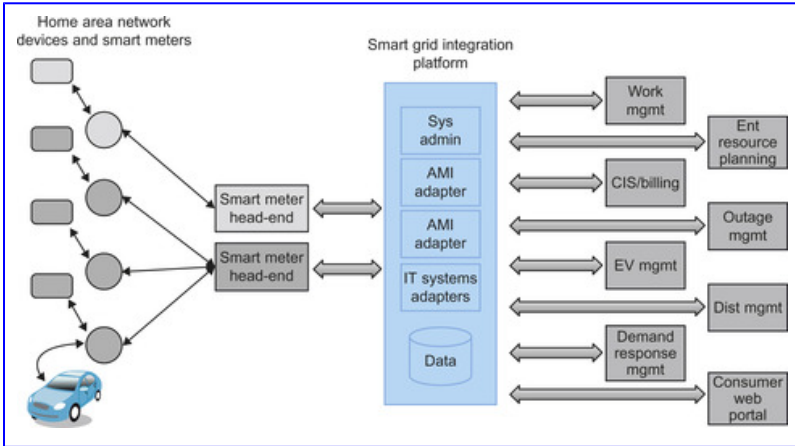 Home area network
devices and smart meters
Smart grid integration
platform
Sys
admin
AMI
adapter
AMI
adapter
IT systems
adapters
Data
Smart meter
head-end
Smart meter
head-end
Work
mgmt
Ent
resource
planning
CIS/billing
Outage
mgmt
EV mgmt
Dist mgmt
Demand
response
mgmt
Consumer
web
portal